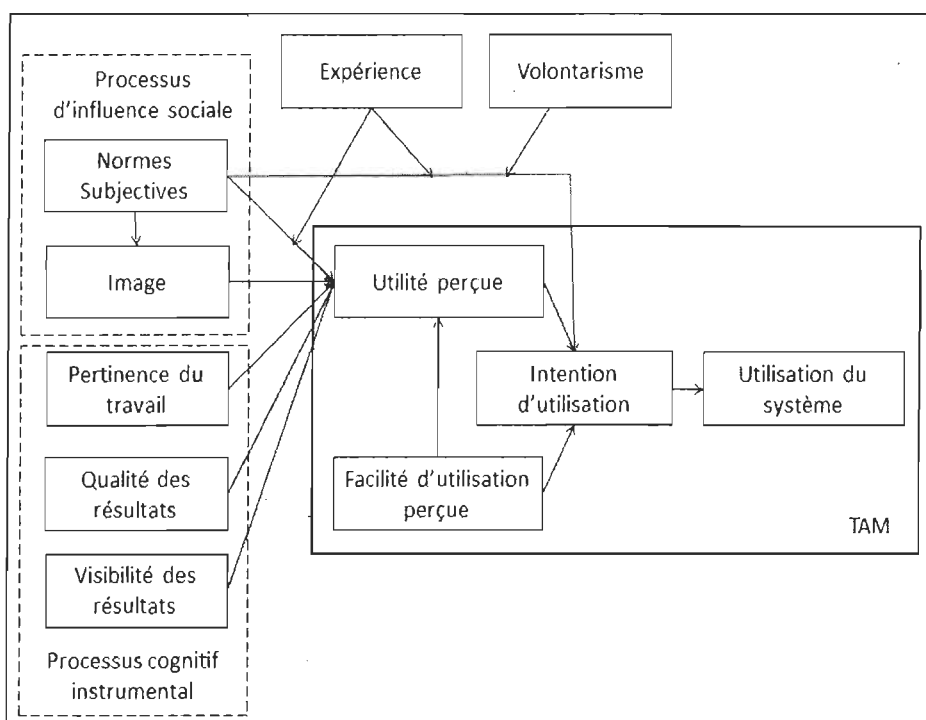 Processus
d'influence sociale
Expérience
Volontarisme
Normes
Subjectives
Image
Utilité perçue
Pertinence du
travail
Intention
d'utilisation
Utilisation du
système
Qualité des
résultats
Facilité d'utilisation
perçue
TAM
Visibilité des
résultats
Processus cognitif
instrumental